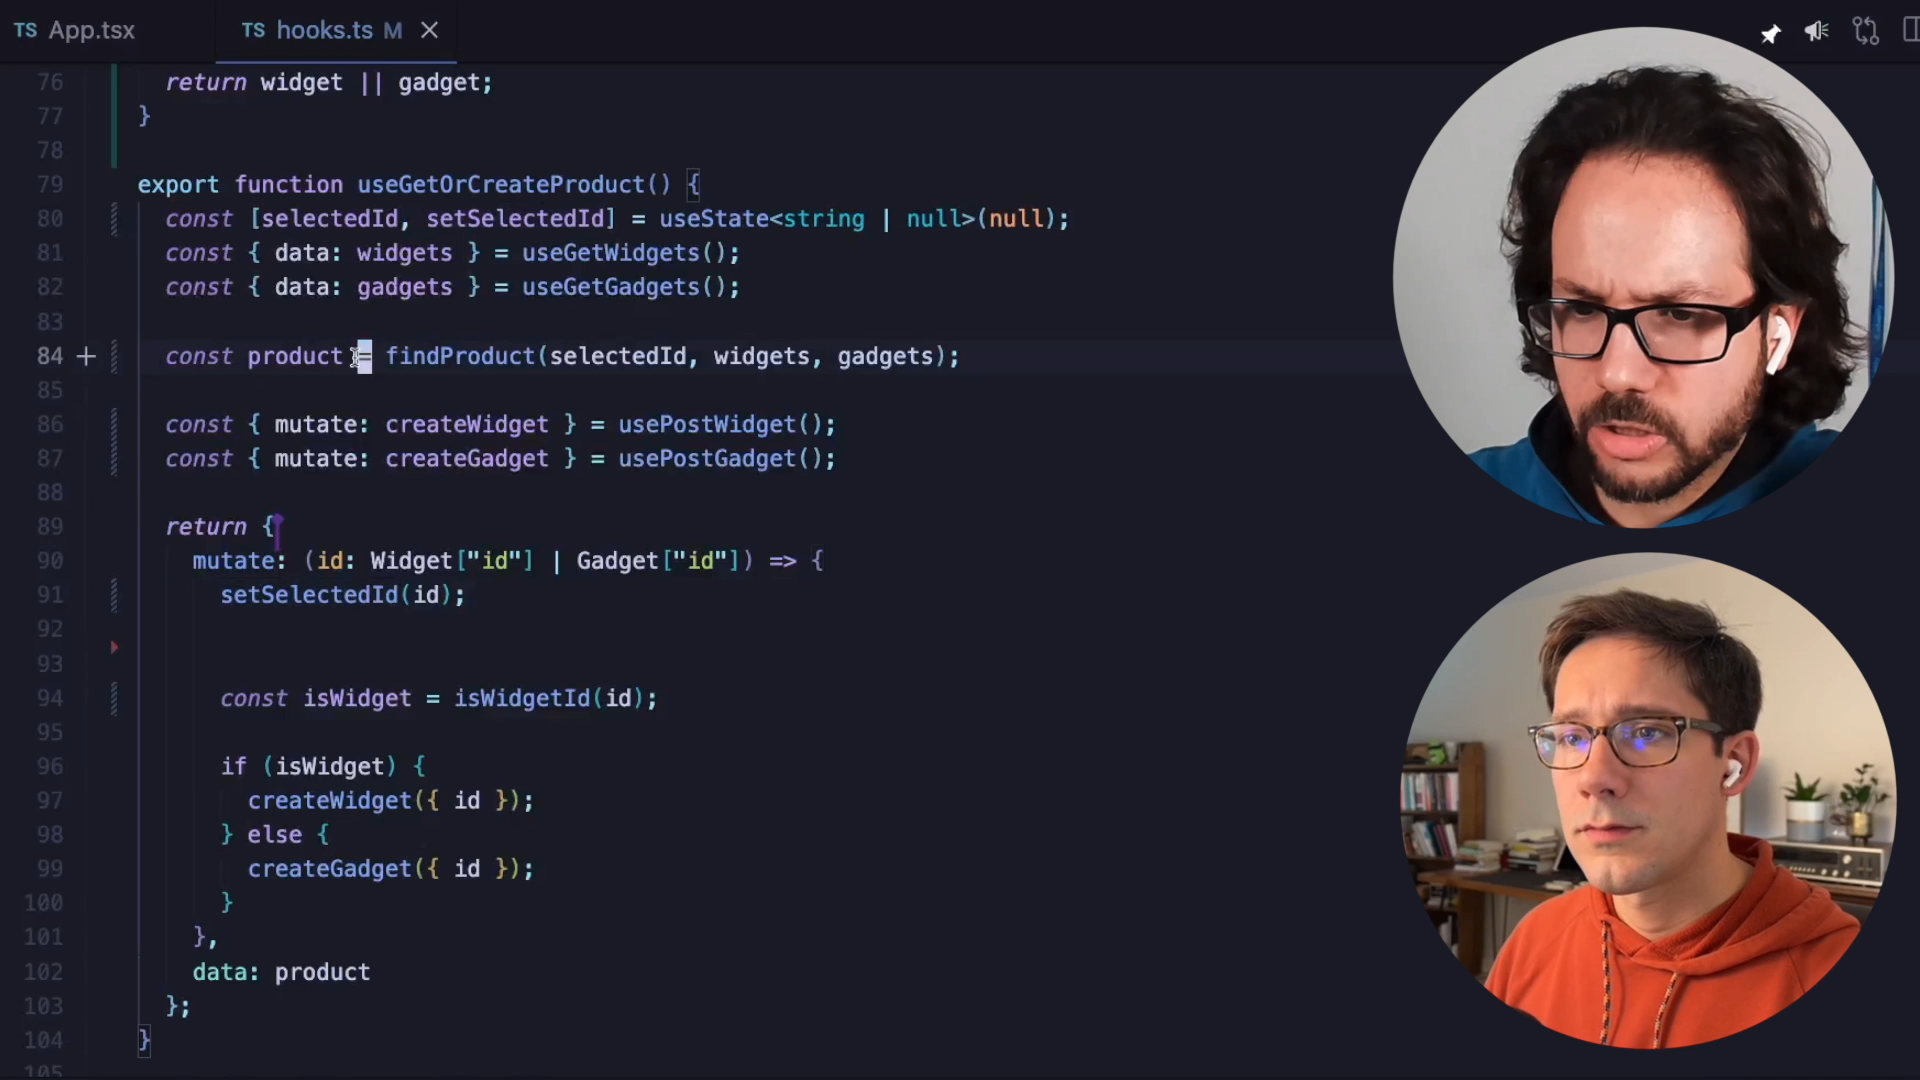 TS App.tsx
TS hooks.ts M
76 return widget || gadget;
77 }
78
79 export function useGetOrCreateProduct() {
80 const [selectedId, setSelectedId] = useState<string | null>(null);
81 const { data: widgets } = useGetWidgets();
82 const { data: gadgets } = useGetGadgets();
83
84 + const product = findProduct(selectedId, widgets, gadgets);
85
86 const { mutate: createWidget } = usePostWidget();
87 const { mutate: createGadget } = usePostGadget();
88
89 return {
90 mutate: (id: Widget["id"] | Gadget["id"]) => {
91 setSelectedId(id);
92
93
94 const isWidget = isWidgetId(id);
95
96 if (isWidget) {
97 createWidget({ id });
98 } else {
99 createGadget({ id });
100 }
101 },
102 data: product
103 };
104 }
105